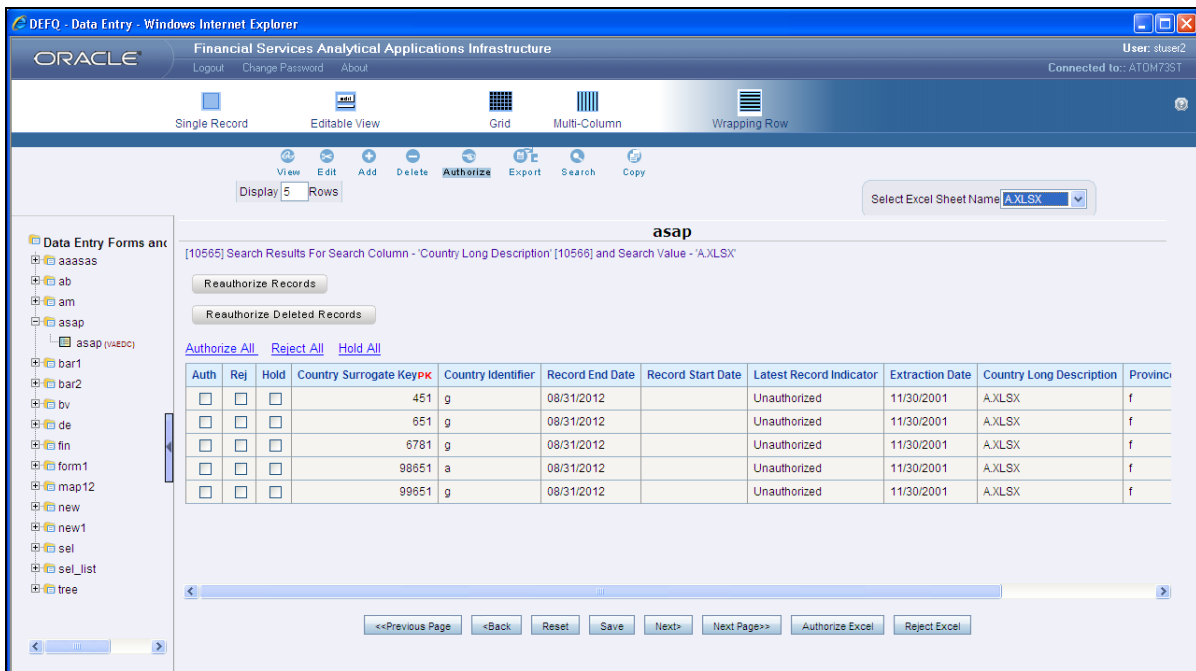 DEFQ - Data Entry - Windows Internet Explorer
ORACLE
Financial Services Analytical Applications Infrastructure
User: stuser2
Logout Change Password About
Connected to:: ATOM73ST
Single Record Editable View Grid Multi-Column Wrapping Row
View Edit Add Delete Authorize Export Search Copy
Display 5 Rows
Select Excel Sheet Name A.XLSX
Data Entry Forms and
aaasas
ab
am
asap
asap (VAEDC)
bar1
bar2
bv
de
fin
form1
map12
new
new1
sel
sel_list
tree
asap
[10565] Search Results For Search Column - 'Country Long Description' [10566] and Search Value - 'A.XLSX'
Reauthorize Records
Reauthorize Deleted Records
Authorize All Reject All Hold All
Auth Rej Hold Country Surrogate KeyPK Country Identifier Record End Date Record Start Date Latest Record Indicator Extraction Date Country Long Description Province
451 g 08/31/2012 Unauthorized 11/30/2001 A.XLSX f
651 g 08/31/2012 Unauthorized 11/30/2001 A.XLSX f
6781 g 08/31/2012 Unauthorized 11/30/2001 A.XLSX f
98651 a 08/31/2012 Unauthorized 11/30/2001 A.XLSX f
99651 g 08/31/2012 Unauthorized 11/30/2001 A.XLSX f
<<Previous Page <Back Reset Save Next> Next Page>> Authorize Excel Reject Excel